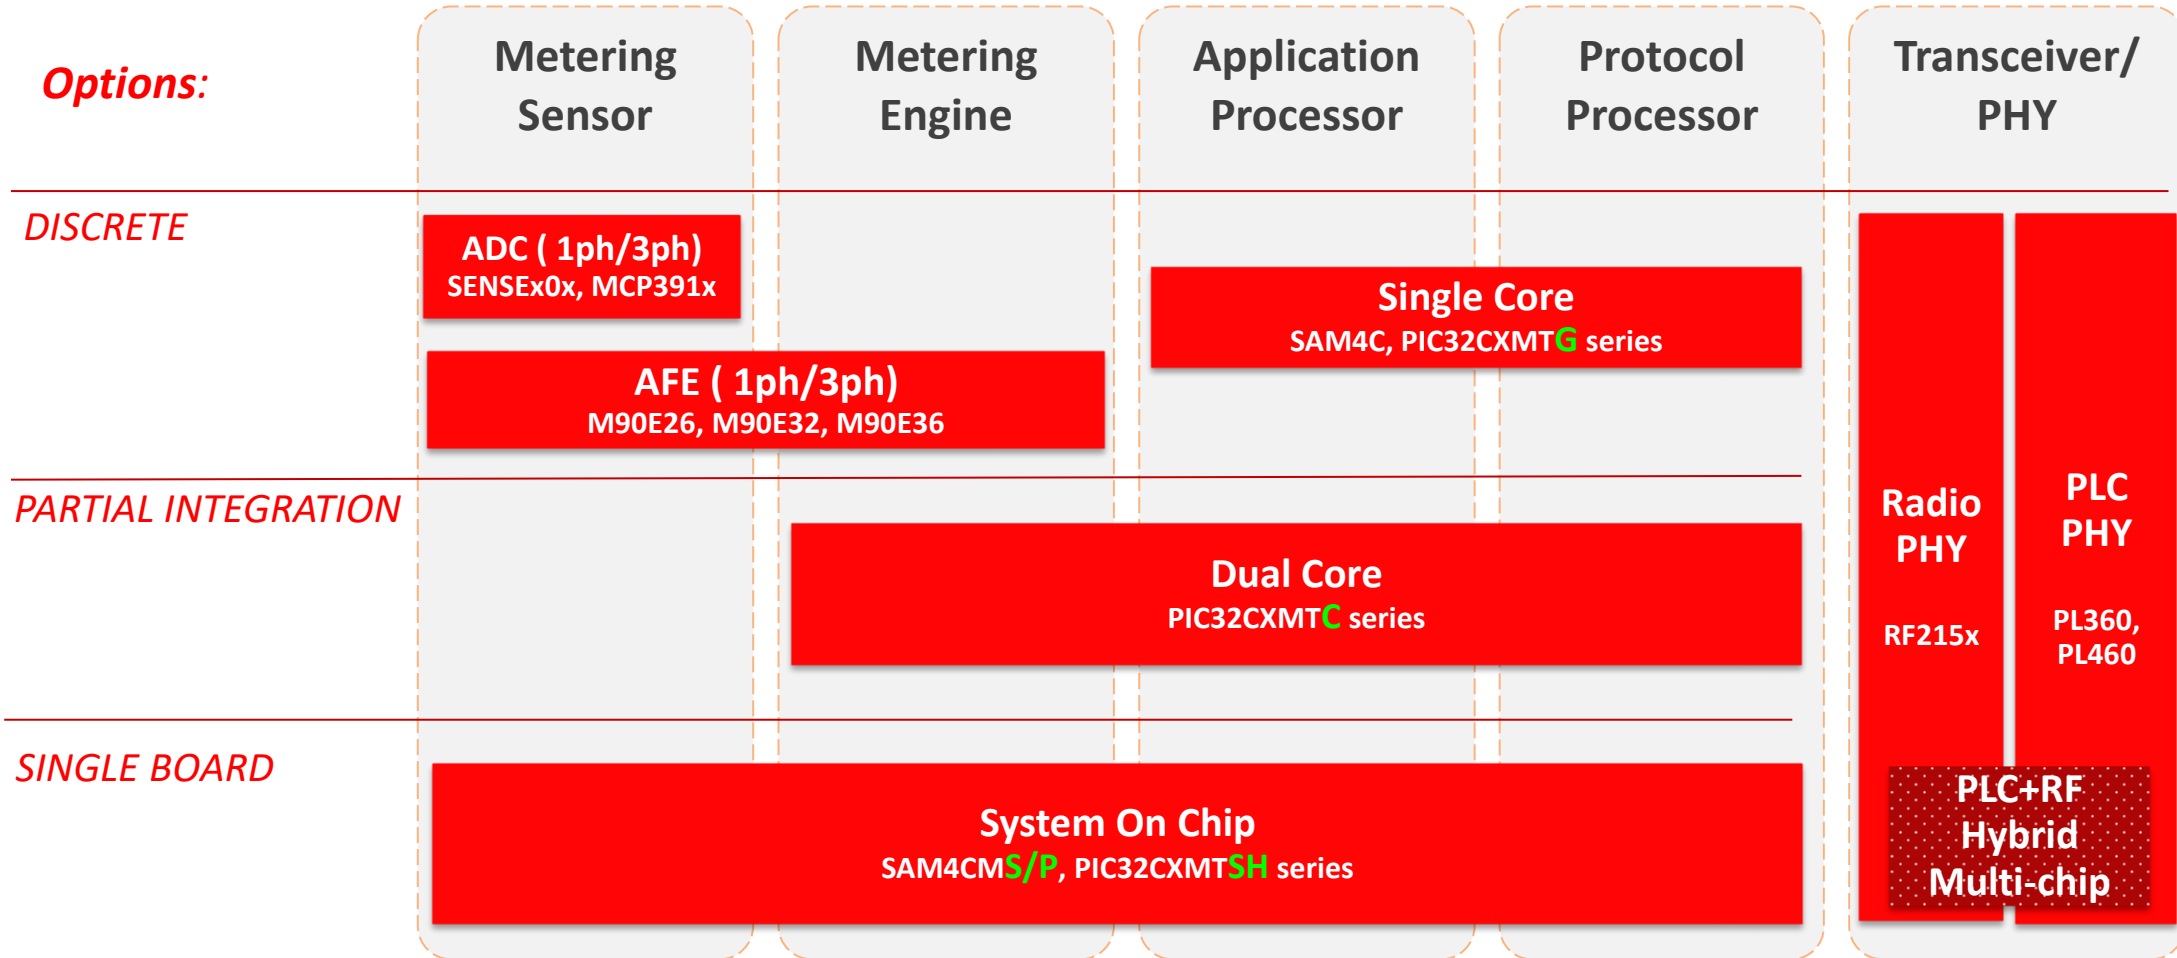 Options:
Metering
Sensor
Metering
Engine
Application
Processor
Protocol
Processor
Transceiver/
PHY
DISCRETE
ADC ( 1ph/3ph)
SENSEx0x, MCP391x
Single Core
SAM4C, PIC32CXMTG series
AFE ( 1ph/3ph)
M90E26, M90E32, M90E36
PARTIAL INTEGRATION
Dual Core
PIC32CXMTC series
Radio
PHY
RF215x
PLC
PHY
PL360,
PL460
SINGLE BOARD
System On Chip
SAM4CMS/P, PIC32CXMTSH series
PLC+RF
Hybrid
Multi-chip